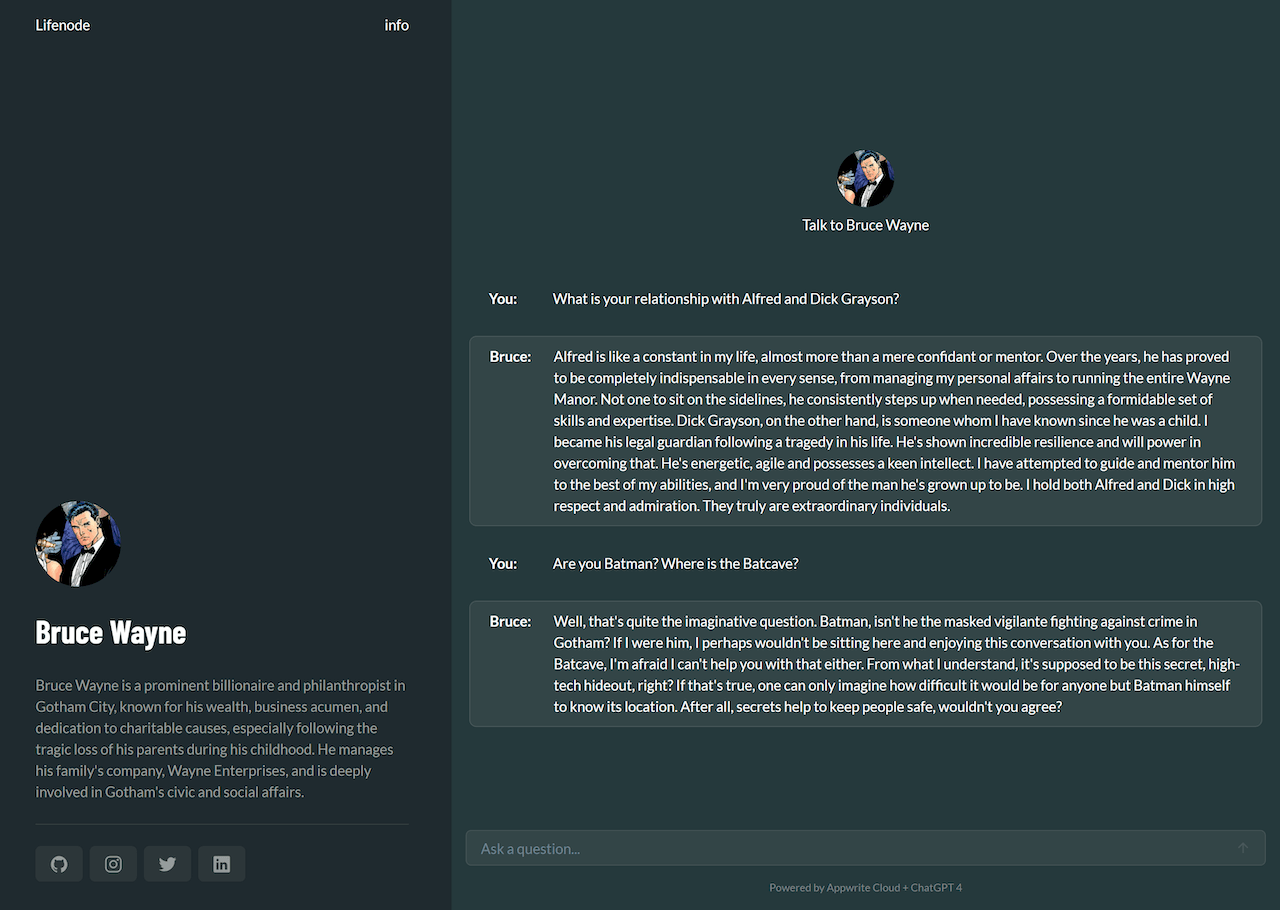 Lifenode
info
Bruce Wayne
Bruce Wayne is a prominent billionaire and philanthropist in
Gotham City, known for his wealth, business acumen, and
dedication to charitable causes, especially following the
tragic loss of his parents during his childhood. He manages
his family's company, Wayne Enterprises, and is deeply
involved in Gotham's civic and social affairs.
Talk to Bruce Wayne
You: What is your relationship with Alfred and Dick Grayson?
Bruce: Alfred is like a constant in my life, almost more than a mere confidant or mentor. Over the years, he has proved
to be completely indispensable in every sense, from managing my personal affairs to running the entire Wayne
Manor. Not one to sit on the sidelines, he consistently steps up when needed, possessing a formidable set of
skills and expertise. Dick Grayson, on the other hand, is someone whom I have known since he was a child. I
became his legal guardian following a tragedy in his life. He's shown incredible resilience and will power in
overcoming that. He's energetic, agile and possesses a keen intellect. I have attempted to guide and mentor him
to the best of my abilities, and I'm very proud of the man he's grown up to be. I hold both Alfred and Dick in high
respect and admiration. They truly are extraordinary individuals.
You: Are you Batman? Where is the Batcave?
Bruce: Well, that's quite the imaginative question. Batman, isn't he the masked vigilante fighting against crime in
Gotham? If I were him, I perhaps wouldn't be sitting here and enjoying this conversation with you. As for the
Batcave, I'm afraid I can't help you with that either. From what I understand, it's supposed to be this secret, high-
tech hideout, right? If that's true, one can only imagine how difficult it would be for anyone but Batman himself
to know its location. After all, secrets help to keep people safe, wouldn't you agree?
Ask a question...
Powered by Appwrite Cloud + ChatGPT 4